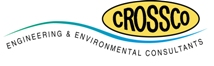 CROSSCO
ENGINEERING & ENVIRONMENTAL CONSULTANTS